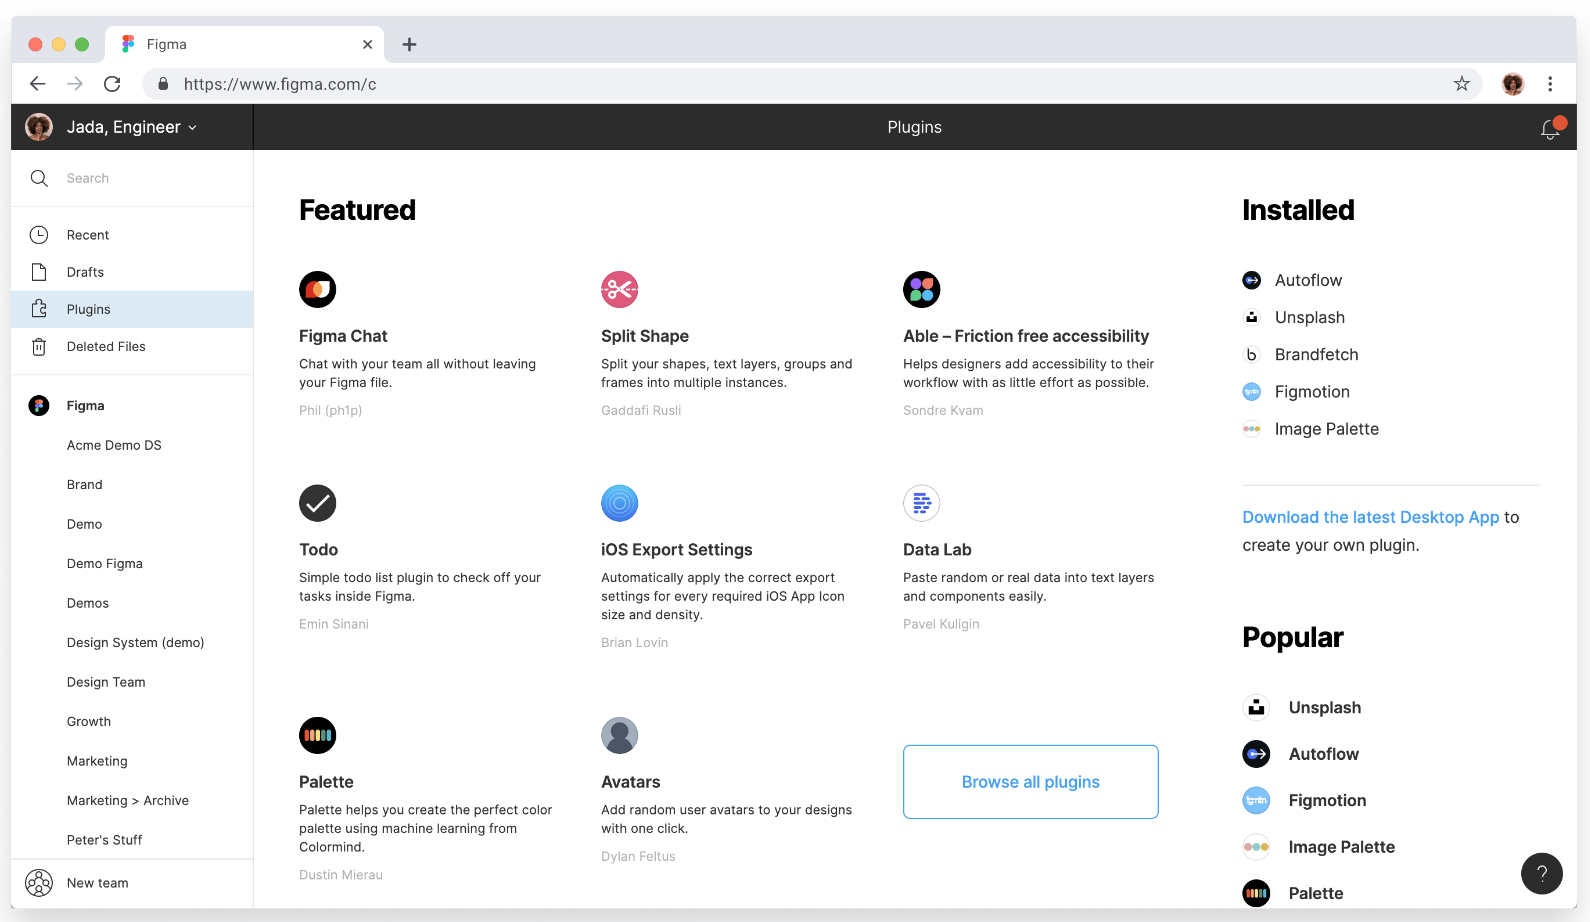 Figma
https://www.figma.com/c
Jada, Engineer
Plugins
Search
Recent
Drafts
Plugins
Deleted Files
Figma
Acme Demo DS
Brand
Demo
Demo Figma
Demos
Design System (demo)
Design Team
Growth
Marketing
Marketing > Archive
Peter's Stuff
New team
Featured
Figma Chat
Chat with your team all without leaving
your Figma file.
Phil (ph1p)
Split Shape
Split your shapes, text layers, groups and
frames into multiple instances.
Gaddafi Rusli
Able – Friction free accessibility
Helps designers add accessibility to their
workflow with as little effort as possible.
Sondre Kvam
Todo
Simple todo list plugin to check off your
tasks inside Figma.
Emin Sinani
iOS Export Settings
Automatically apply the correct export
settings for every required iOS App Icon
size and density.
Brian Lovin
Data Lab
Paste random or real data into text layers
and components easily.
Pavel Kuligin
Palette
Palette helps you create the perfect color
palette using machine learning from
Colormind.
Dustin Mierau
Avatars
Add random user avatars to your designs
with one click.
Dylan Feltus
Browse all plugins
Installed
Autoflow
Unsplash
b
Brandfetch
Figmotion
Image Palette
Download the latest Desktop App to
create your own plugin.
Popular
Unsplash
Autoflow
Figmotion
Image Palette
Palette
?